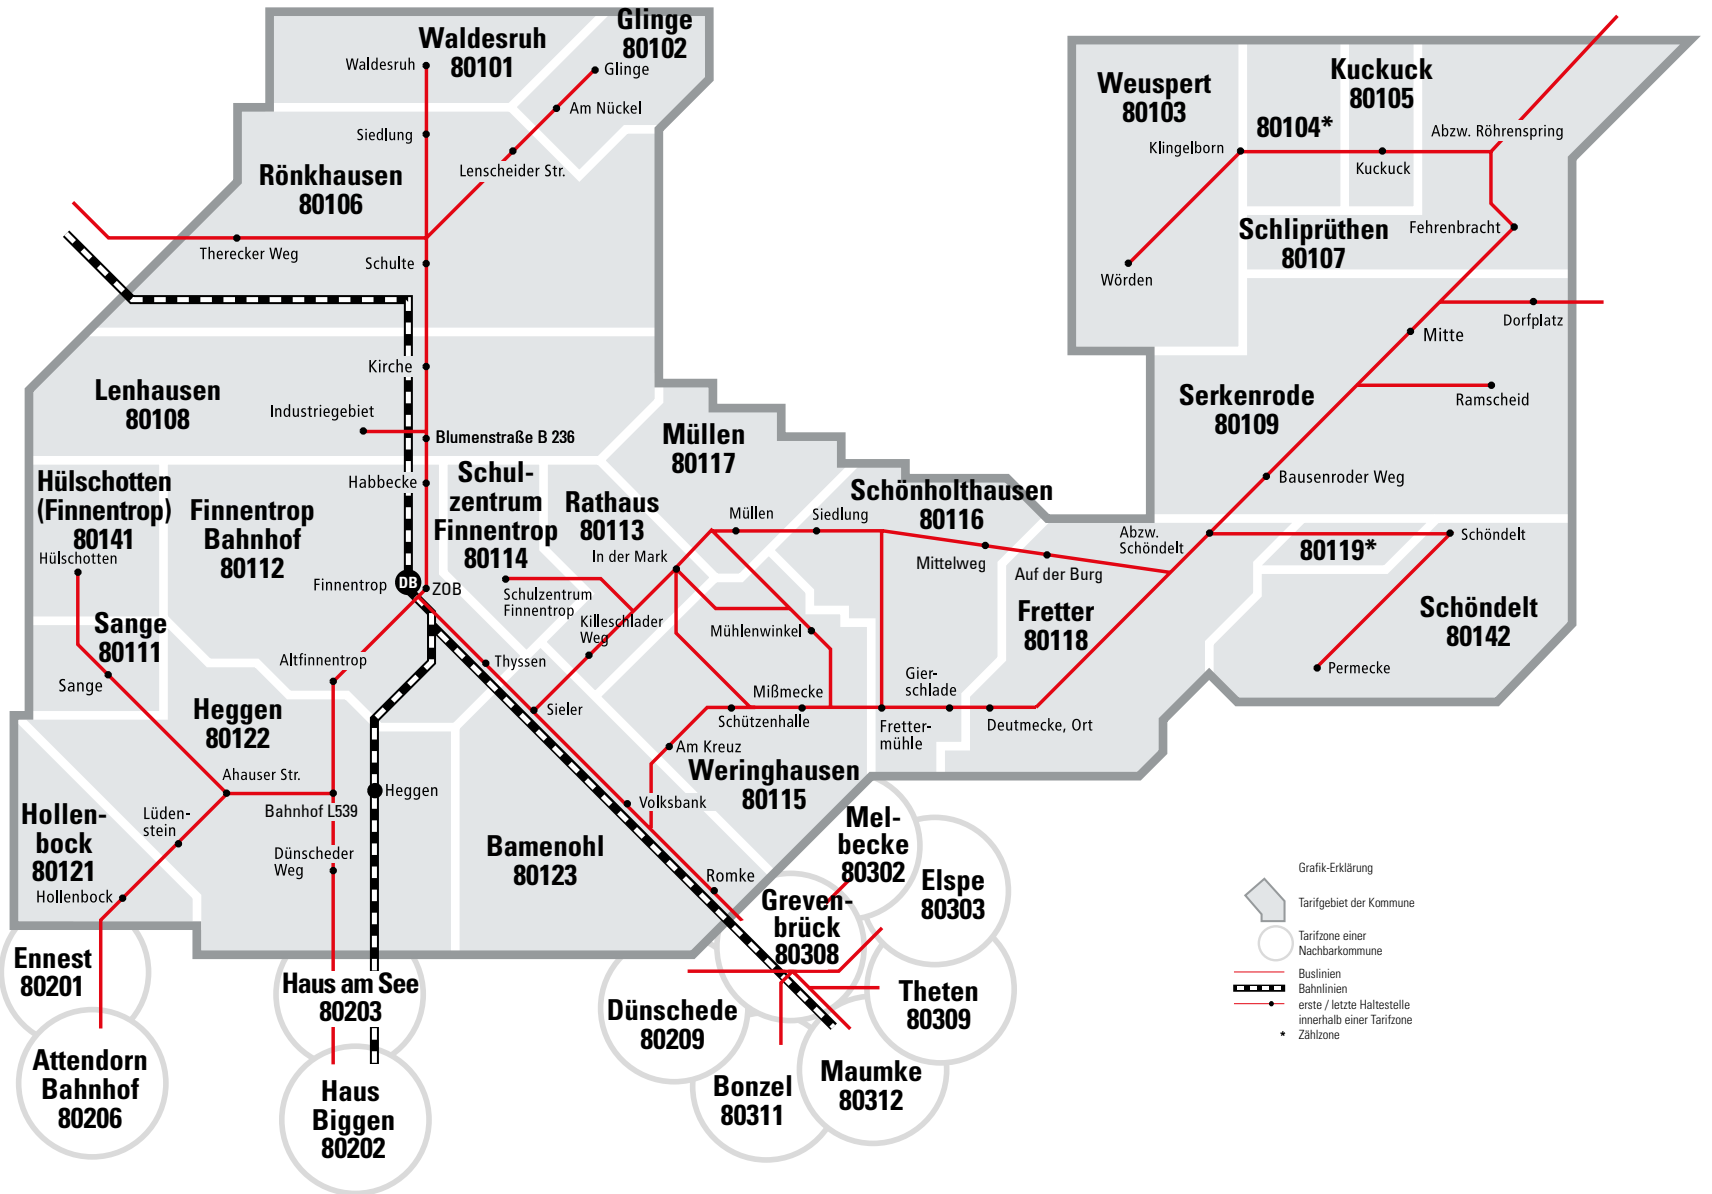 Waldesruh
80101
Waldesruh
Glinge
80102
Glinge
Am Nückel
Siedlung
Lenscheider Str.
Rönkhausen
80106
Therecker Weg
Schulte
Weuspert
80103
Klingelborn
Wörden
80104*
Kuckuck
80105
Kuckuck
Abzw. Röhrenspring
Schliprüthen
80107
Fehrenbracht
Dorfplatz
Mitte
Serkenrode
80109
Ramscheid
Bausenroder Weg
Kirche
Lenhausen
80108
Industriegebiet
Blumenstraße B 236
Habbecke
Hülschotten
(Finnentrop)
80141
Hülschotten
Finnentrop
Bahnhof
80112
Finnentrop
DB
ZOB
Schul-
zentrum
Finnentrop
80114
Schulzentrum
Finnentrop
Rathaus
80113
In der Mark
Killeschlader
Weg
Müllen
80117
Müllen
Siedlung
Schönholthausen
80116
Mittelweg
Auf der Burg
Abzw.
Schöndelt
80119*
Schöndelt
Schöndelt
80142
Permecke
Fretter
80118
Mühlenwinkel
Mißmecke
Schützenhalle
Gier-
schlade
Fretter-
mühle
Deutmecke, Ort
Sange
80111
Sange
Altfinnentrop
Thyssen
Sieler
Heggen
80122
Ahauser Str.
Bahnhof L539
Heggen
Am Kreuz
Weringhausen
80115
Volksbank
Hollen-
bock
80121
Lüden-
stein
Hollenbock
Dünscheder
Weg
Bamenohl
80123
Romke
Mel-
becke
80302
Elspe
80303
Greven-
brück
80308
Ennest
80201
Haus am See
80203
Dünschede
80209
Theten
80309
Attendorn
Bahnhof
80206
Haus
Biggen
80202
Bonzel
80311
Maumke
80312
Grafik-Erklärung
Tarifgebiet der Kommune
Tarifzone einer
Nachbarkommune
Buslinien
Bahnlinien
erste / letzte Haltestelle
innerhalb einer Tarifzone
* Zählzone